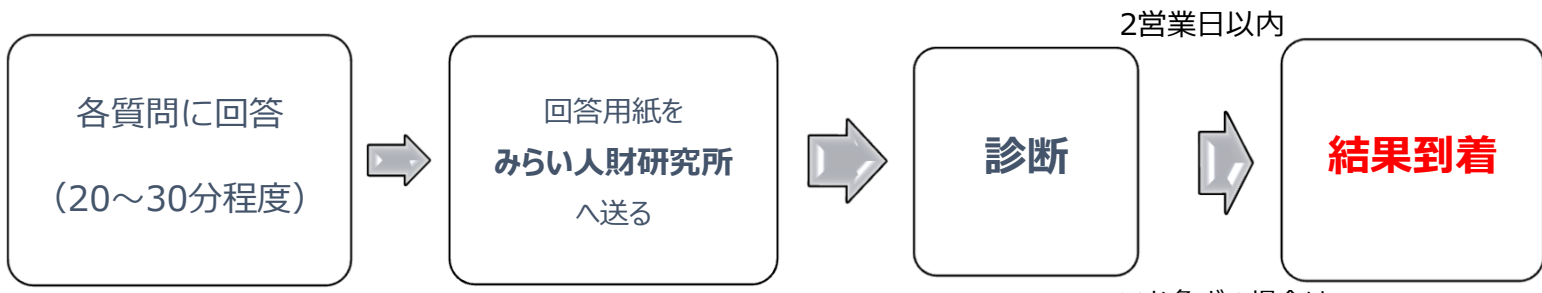 各質問に回答
（20～30分程度）
回答用紙を
みらい人財研究所
へ送る
診断
2営業日以内
結果到着